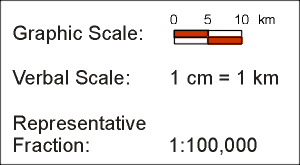 0 5 10 km
Graphic Scale:
Verbal Scale: 1 cm = 1 km
Representative
Fraction: 1:100,000